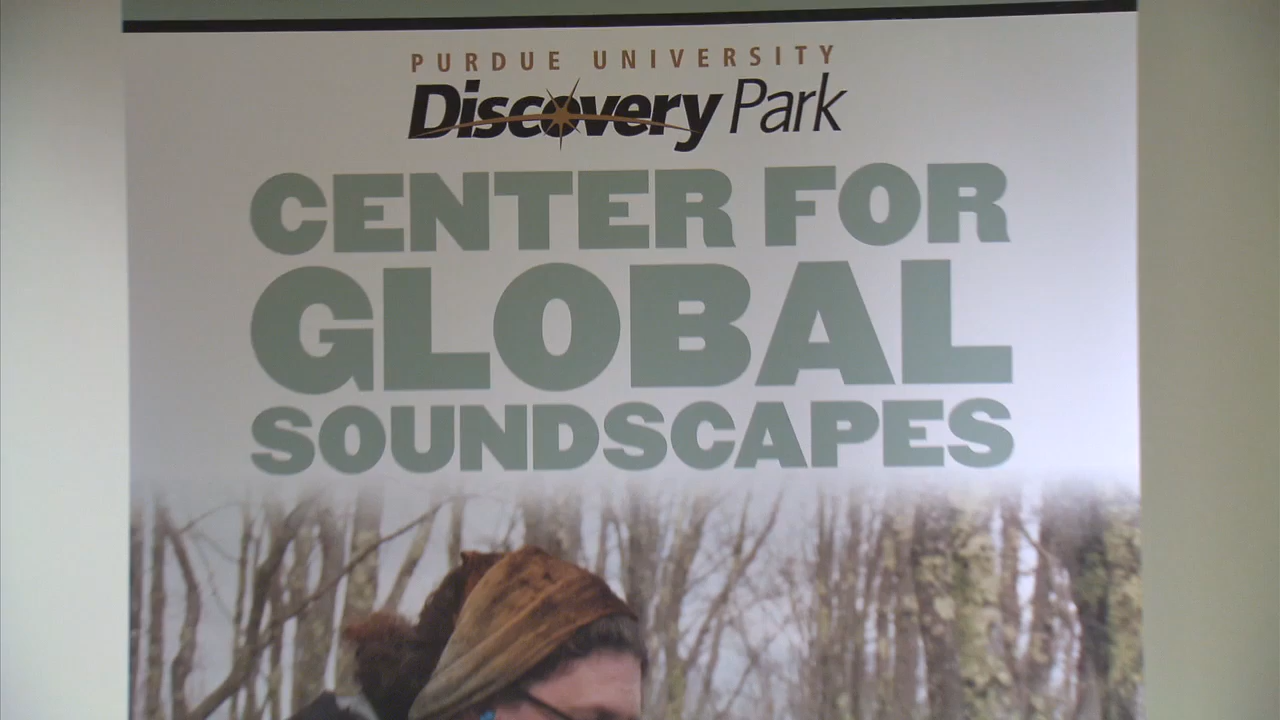 PURDUE UNIVERSITY
Discovery Park
CENTER FOR
GLOBAL
SOUNDSCAPES